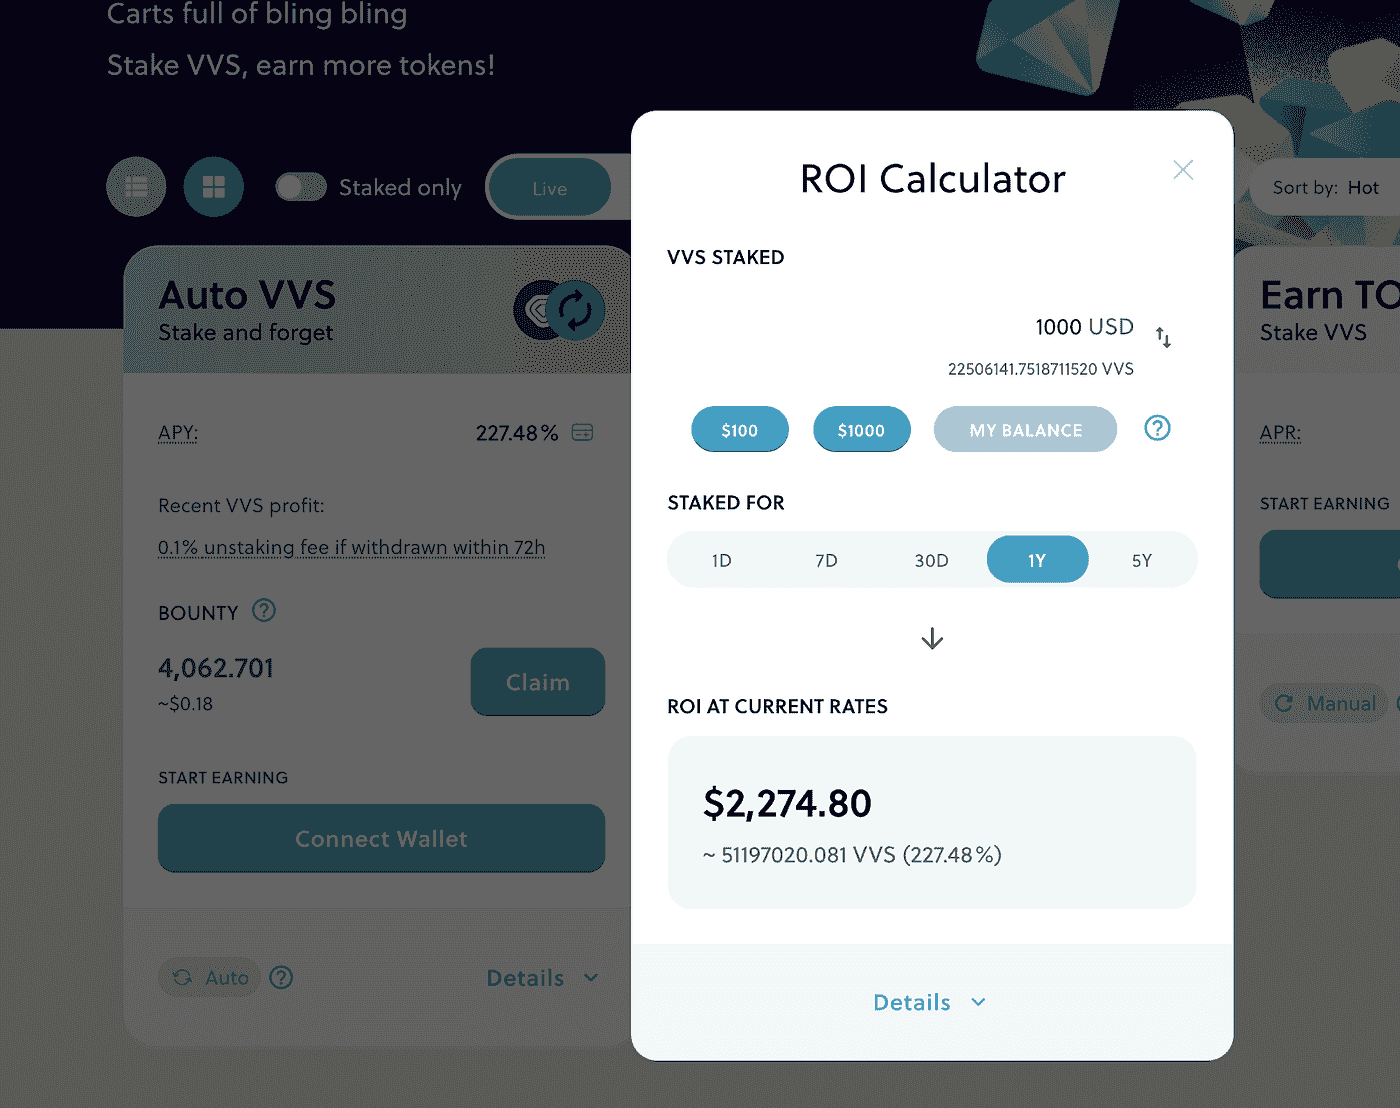 Carts full of bling bling
Stake VVS, earn more tokens!
Staked only
Live
Sort by: Hot
Auto VVS
Stake and forget
APY:
227.48%
Recent VVS profit:
0.1% unstaking fee if withdrawn within 72h
BOUNTY
4,062.701
~$0.18
Claim
START EARNING
Connect Wallet
Auto
Details
ROI Calculator
VVS STAKED
1000 USD
22506141.7518711520 VVS
$100
$1000
MY BALANCE
STAKED FOR
1D
7D
30D
1Y
5Y
ROI AT CURRENT RATES
$2,274.80
~ 51197020.081 VVS (227.48%)
Details
Earn TO
Stake VVS
APR:
START EARNING
Manual